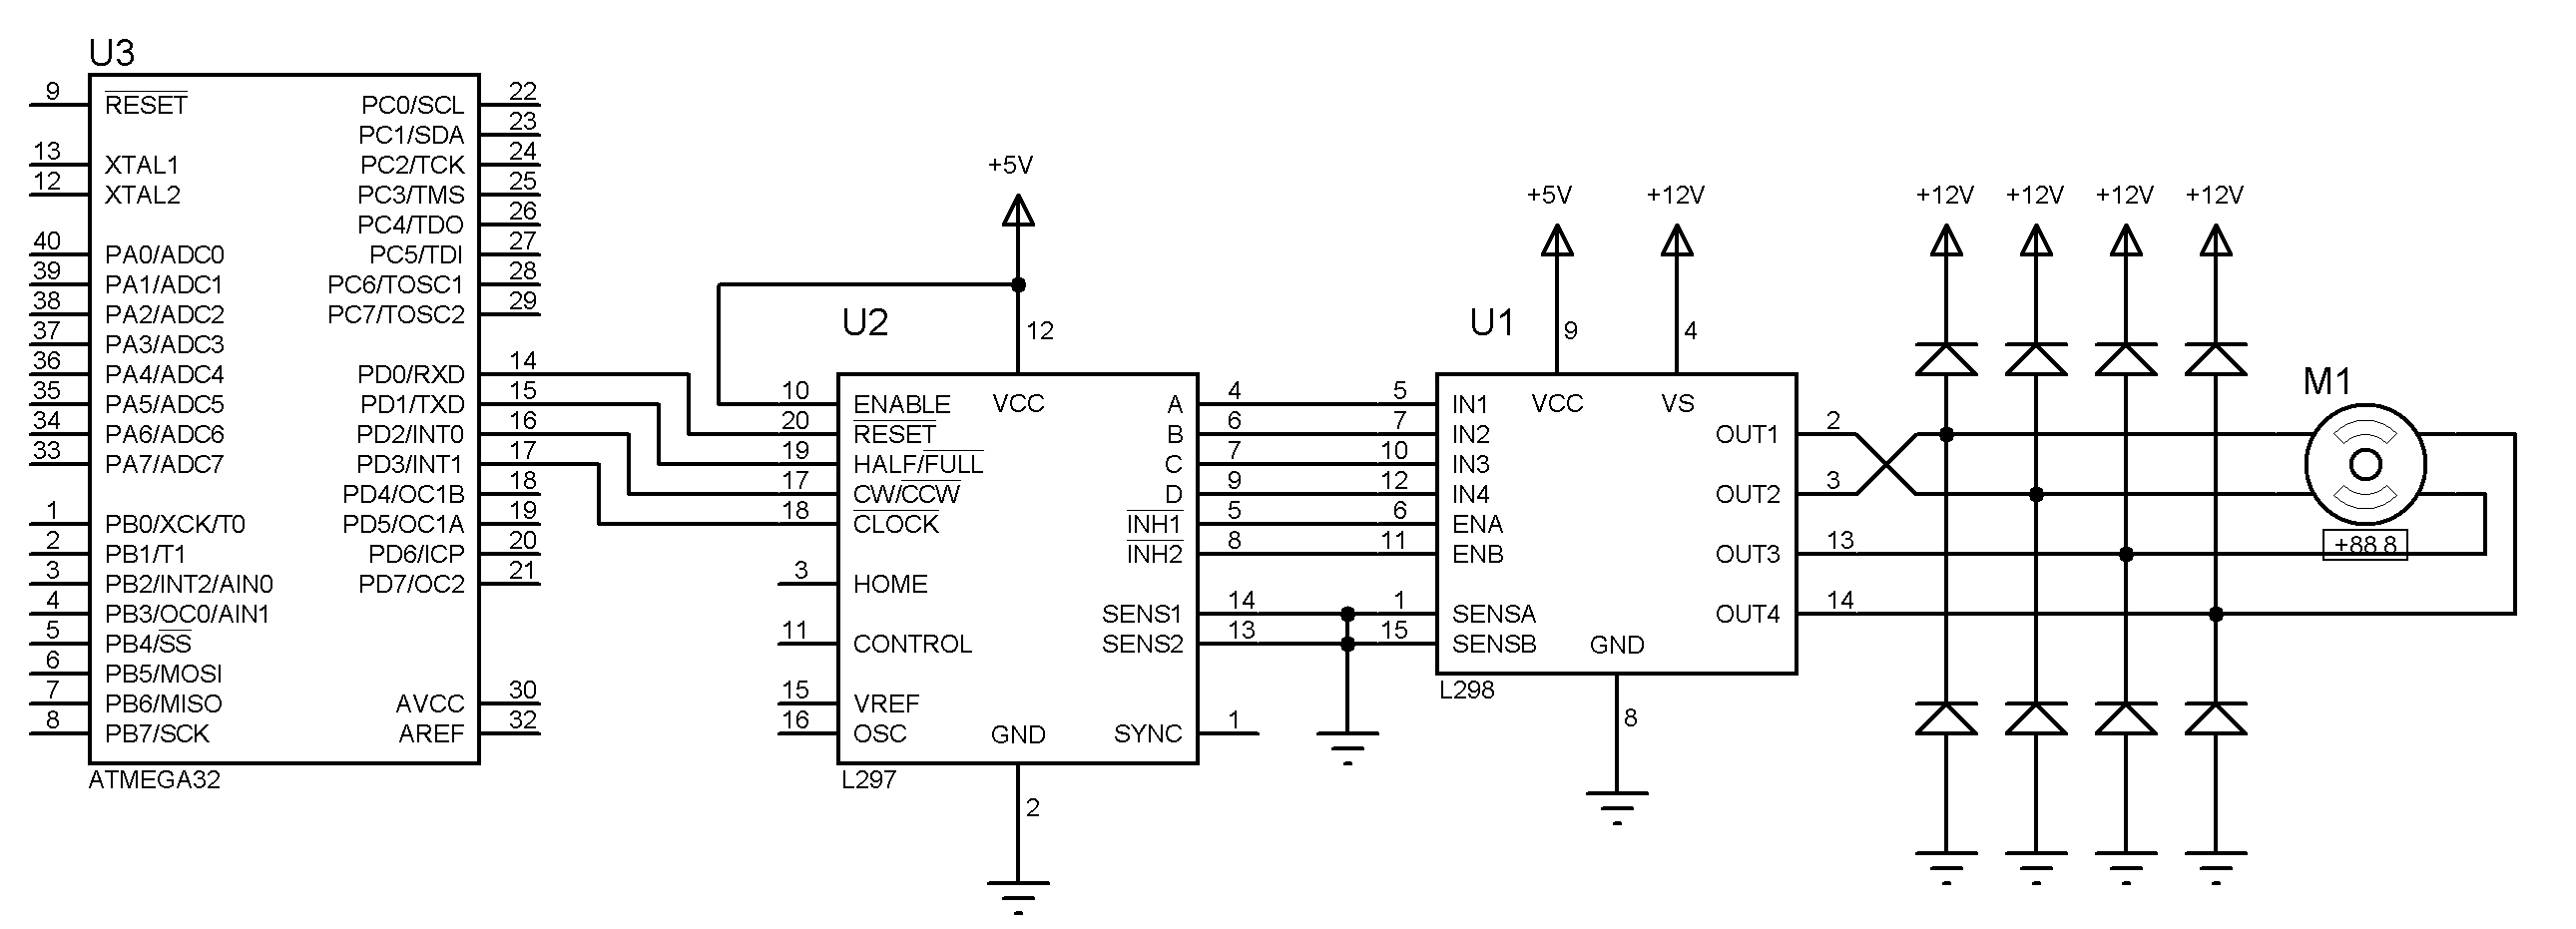 U3
9 RESET PC0/SCL 22
PC1/SDA 23
13 XTAL1 PC2/TCK 24
12 XTAL2 PC3/TMS 25
PC4/TDO 26
40 PA0/ADC0 PC5/TDI 27
39 PA1/ADC1 PC6/TOSC1 28
38 PA2/ADC2 PC7/TOSC2 29
37 PA3/ADC3
36 PA4/ADC4 PD0/RXD 14
35 PA5/ADC5 PD1/TXD 15
34 PA6/ADC6 PD2/INT0 16
33 PA7/ADC7 PD3/INT1 17
PD4/OC1B 18
1 PB0/XCK/T0 PD5/OC1A 19
2 PB1/T1 PD6/ICP 20
3 PB2/INT2/AIN0 PD7/OC2 21
4 PB3/OC0/AIN1
5 PB4/SS
6 PB5/MOSI
7 PB6/MISO AVCC 30
8 PB7/SCK AREF 32
ATMEGA32
+5V
U2
12
10 ENABLE VCC A 4
20 RESET B 6
19 HALF/FULL C 7
17 CW/CCW D 9
18 CLOCK INH1 5
INH2 8
3 HOME
SENS1 14
11 CONTROL SENS2 13
15 VREF
16 OSC GND SYNC 1
L297
2
+5V +12V
U1
9 4
5 IN1 VCC VS
7 IN2 OUT1 2
10 IN3
12 IN4 OUT2 3
6 ENA
11 ENB OUT3 13
1 SENSA OUT4 14
15 SENSB GND
L298
8
+12V +12V +12V +12V
M1
+88.8